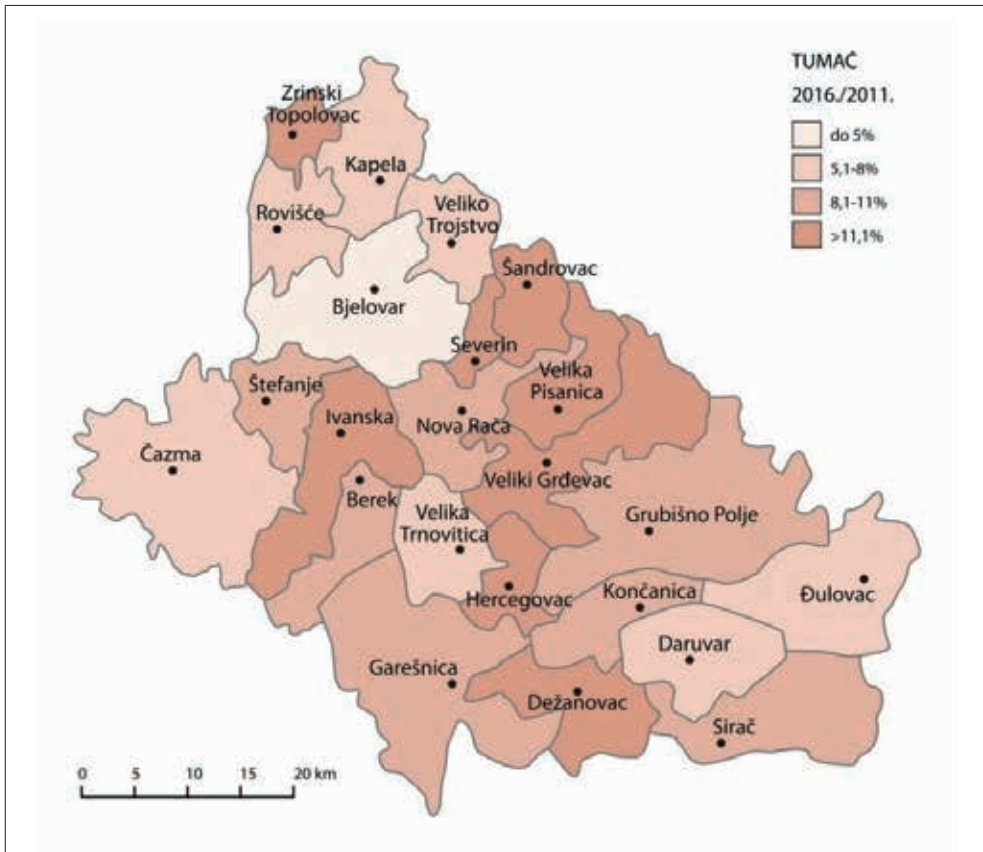 TUMAČ
2016./2011.
do 5%
5,1-8%
8,1-11%
>11,1%
Zrinski
Topolovac
Kapela
Rovišće
Veliko
Trojstvo
Šandrovac
Bjelovar
Severin
Velika
Pisanica
Štefanje
Ivanska
Nova Rača
Čazma
Berek
Veliki Grđevac
Velika
Trnovitica
Grubišno Polje
Hercegovac
Končanica
Đulovac
Daruvar
Garešnica
Dežanovac
Sirač
0 5 10 15 20 km